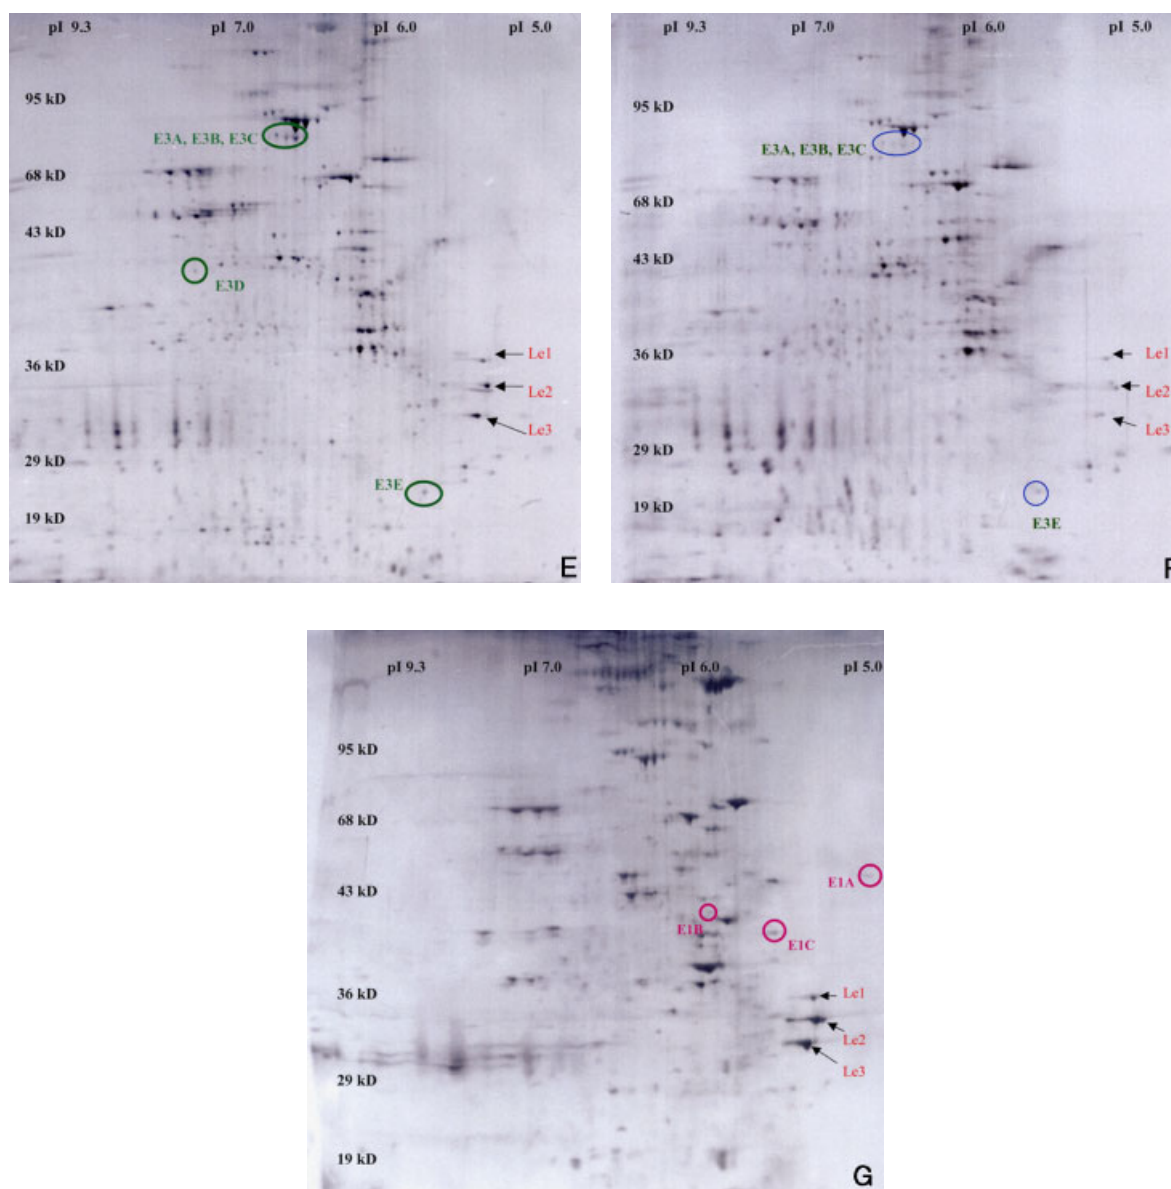 pI 9.3 pI 7.0 pI 6.0 pI 5.0
95 kD
E3A, E3B, E3C
68 kD
43 kD
E3D
Le1
36 kD
Le2
Le3
29 kD
E3E
19 kD
E
pI 9.3 pI 7.0 pI 6.0 pI 5.0
95 kD
E3A, E3B, E3C
68 kD
43 kD
Le1
36 kD
Le2
Le3
29 kD
19 kD
E3E
pI 9.3 pI 7.0 pI 6.0 pI 5.0
95 kD
68 kD
E1A
43 kD
E1B
E1C
36 kD
Le1
Le2
Le3
29 kD
19 kD
G